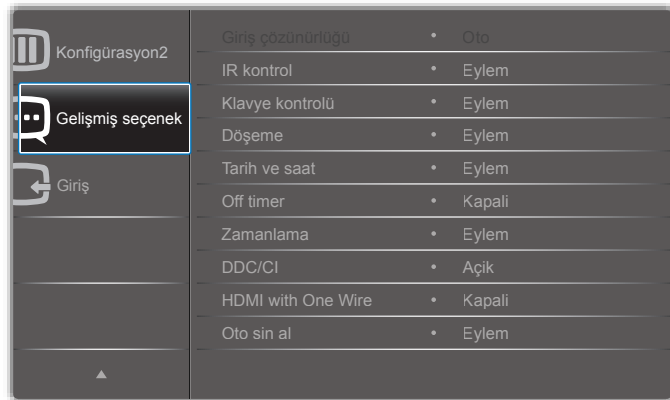 Konfigürasyon2
Gelişmiş seçenek
Giriş
Giriş çözünürlüğü • Oto
IR kontrol • Eylem
Klavye kontrolü • Eylem
Döşeme • Eylem
Tarih ve saat • Eylem
Off timer • Kapali
Zamanlama • Eylem
DDC/CI • Açik
HDMI with One Wire • Kapali
Oto sin al • Eylem